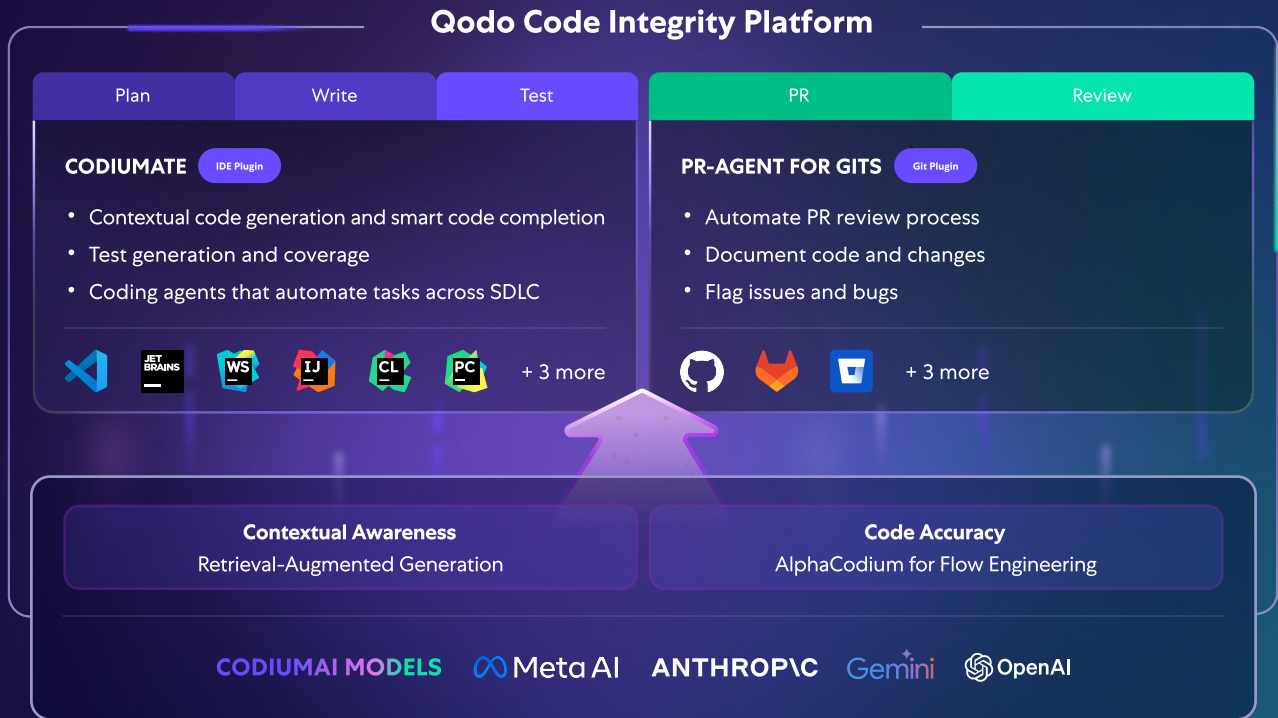 Qodo Code Integrity Platform
Plan
Write
Test
PR
Review
CODIUMATE
IDE Plugin
• Contextual code generation and smart code completion
• Test generation and coverage
• Coding agents that automate tasks across SDLC
JET
BRAINS
WS
IJ
CL
PC
+ 3 more
PR-AGENT FOR GITS
Git Plugin
• Automate PR review process
• Document code and changes
• Flag issues and bugs
+ 3 more
Contextual Awareness
Retrieval-Augmented Generation
Code Accuracy
AlphaCodium for Flow Engineering
CODIUMAI MODELS
Meta AI
ANTHROP\C
Gemini
OpenAI